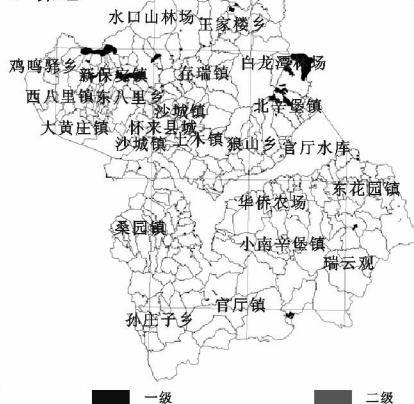 水口山林场
王家楼乡
鸡鸣驿乡
新保安镇
存瑞镇
白龙潭林场
西八里镇
东八里乡
沙城镇
北辛堡镇
大黄庄镇
怀来县城
沙城镇
土木镇
狼山乡
官厅水库
东花园镇
华侨农场
桑园镇
小南辛堡镇
瑞云观
官厅镇
孙庄子乡
一级
二级